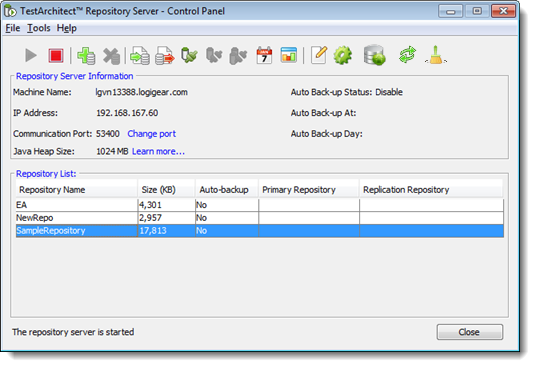 TestArchitect™ Repository Server - Control Panel
File Tools Help
7
Repository Server Information
Machine Name: lgvn13388.logigear.com Auto Back-up Status: Disable
IP Address: 192.168.167.60 Auto Back-up At:
Communication Port: 53400 Change port Auto Back-up Day:
Java Heap Size: 1024 MB Learn more...
Repository List:
Repository Name Size (KB) Auto-backup Primary Repository Replication Repository
EA 4,301 No
NewRepo 2,957 No
SampleRepository 17,813 No
The repository server is started Close